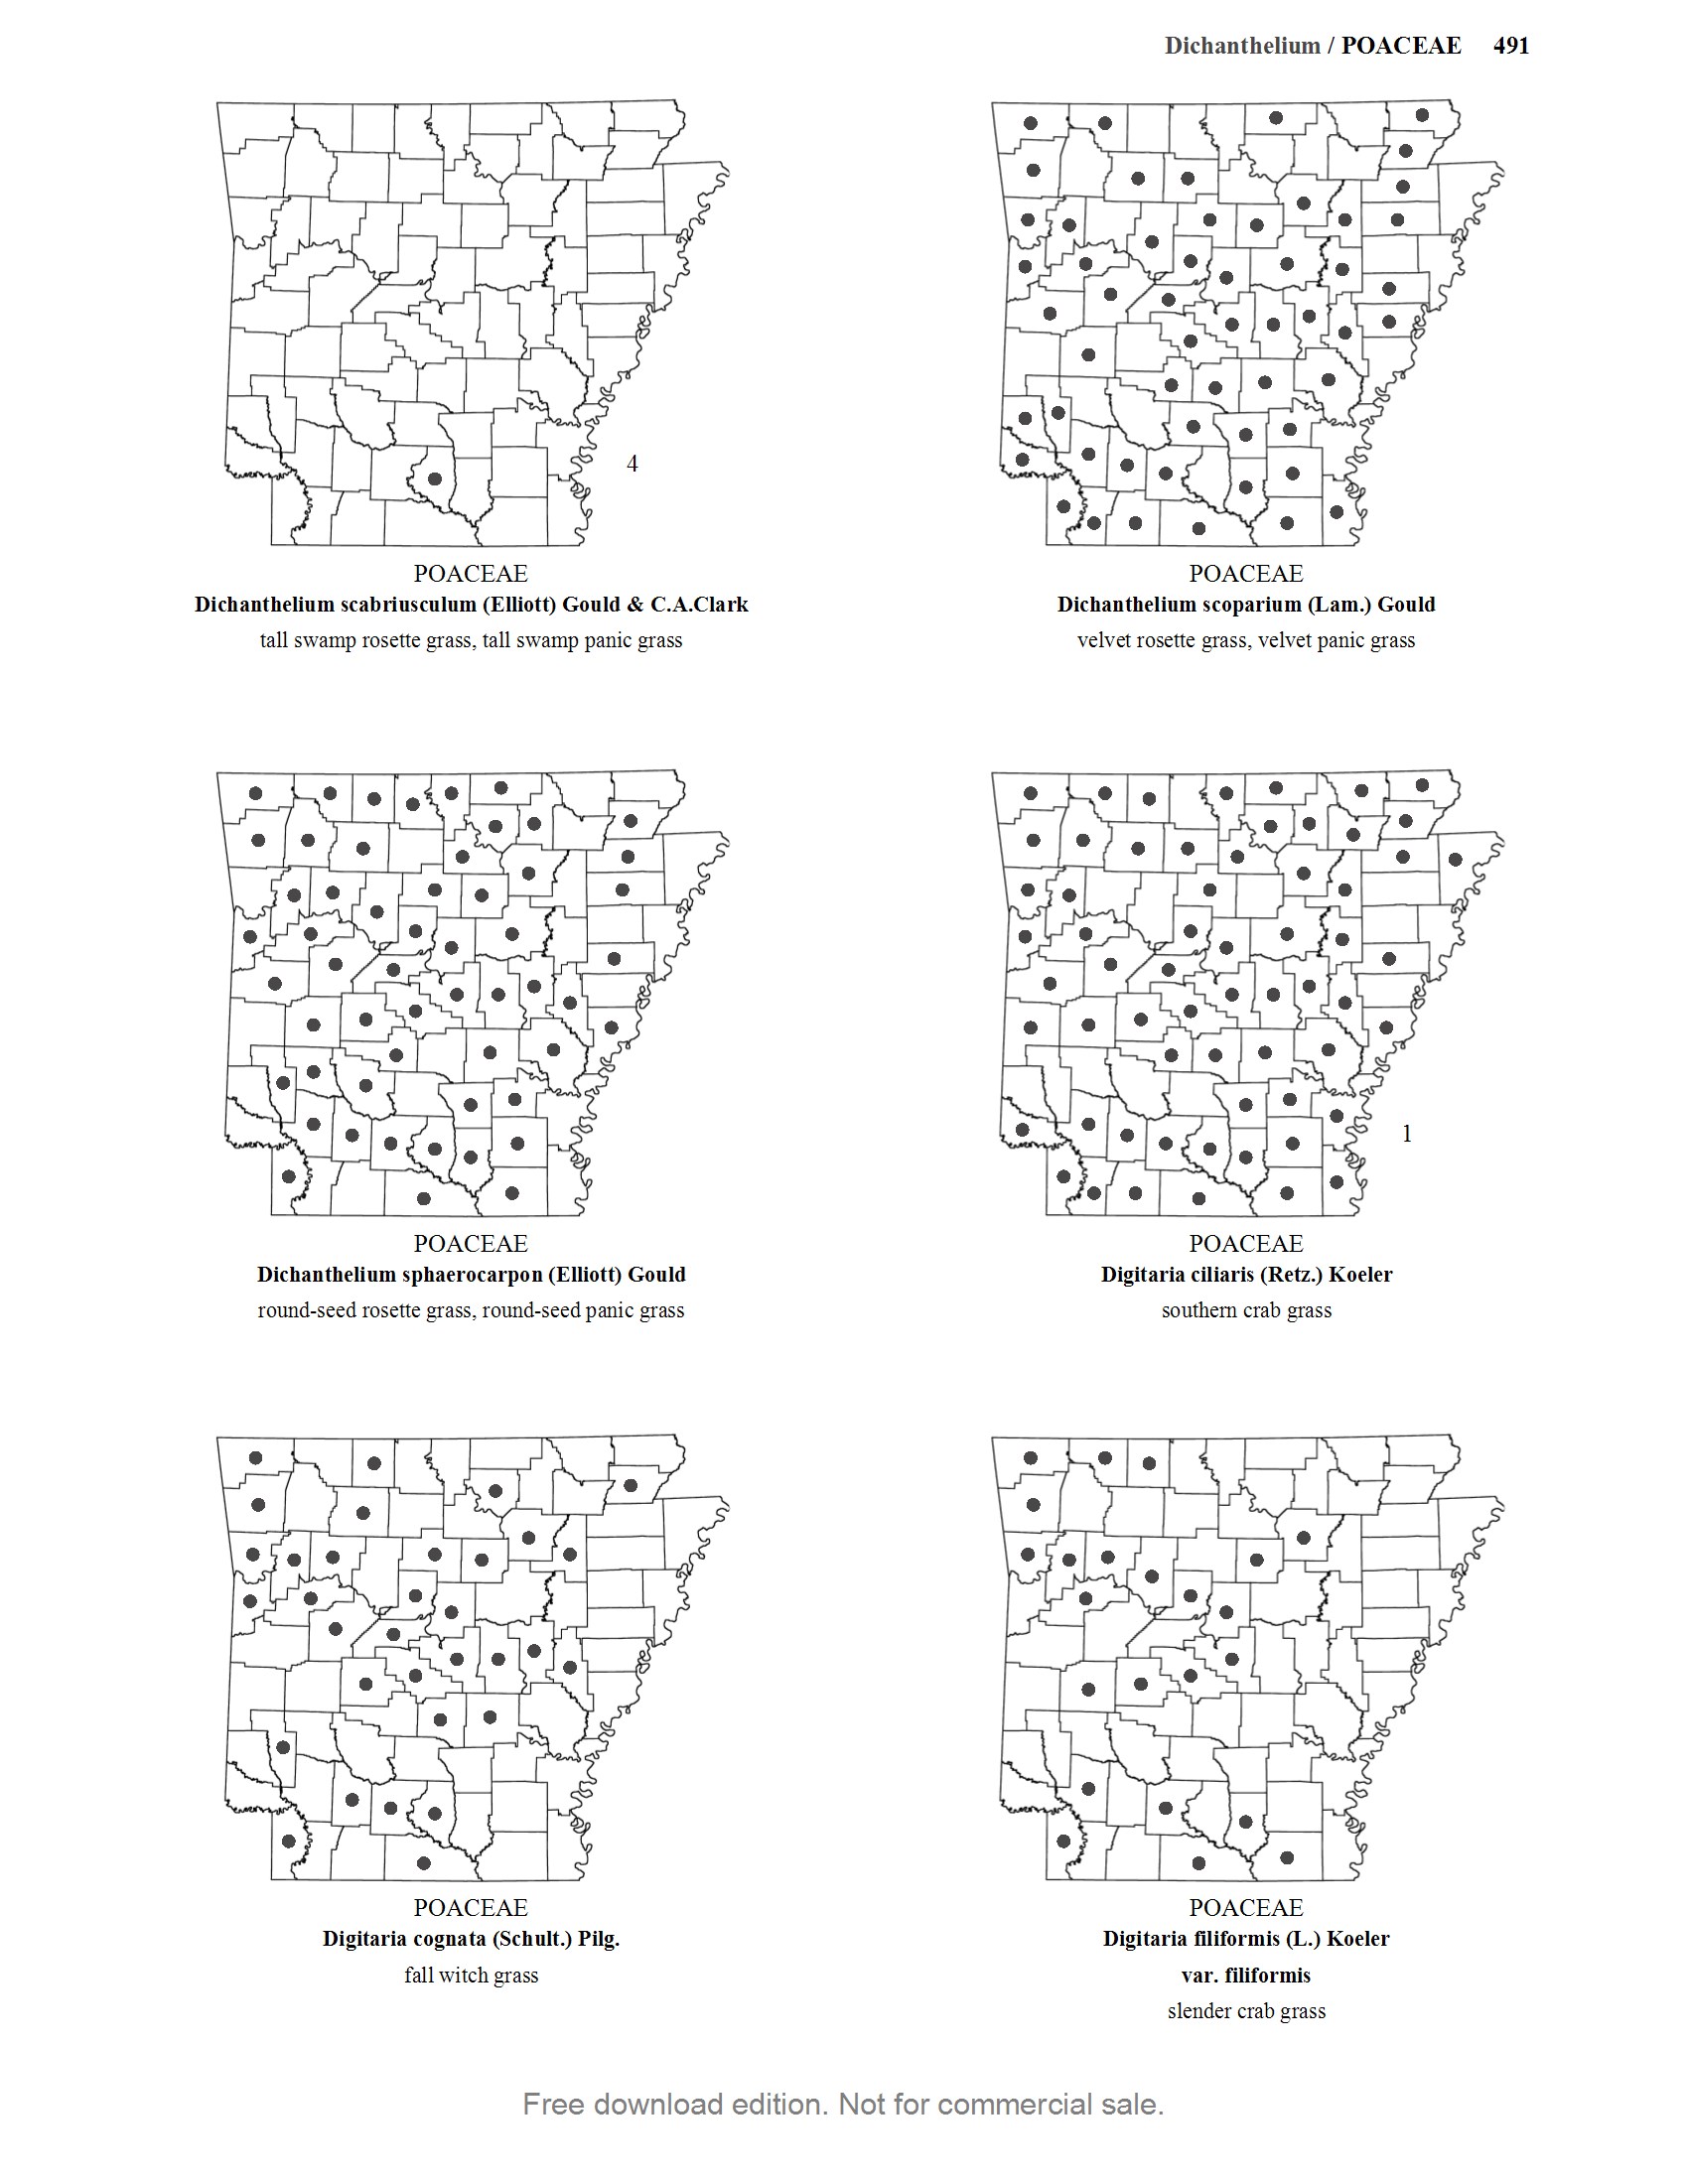 Dichanthelium / POACEAE 491
4
POACEAE
Dichanthelium scabriusculum (Elliott) Gould & C.A.Clark
tall swamp rosette grass, tall swamp panic grass
POACEAE
Dichanthelium scoparium (Lam.) Gould
velvet rosette grass, velvet panic grass
POACEAE
Dichanthelium sphaerocarpon (Elliott) Gould
round-seed rosette grass, round-seed panic grass
1
POACEAE
Digitaria ciliaris (Retz.) Koeler
southern crab grass
POACEAE
Digitaria cognata (Schult.) Pilg.
fall witch grass
POACEAE
Digitaria filiformis (L.) Koeler
var. filiformis
slender crab grass
Free download edition. Not for commercial sale.